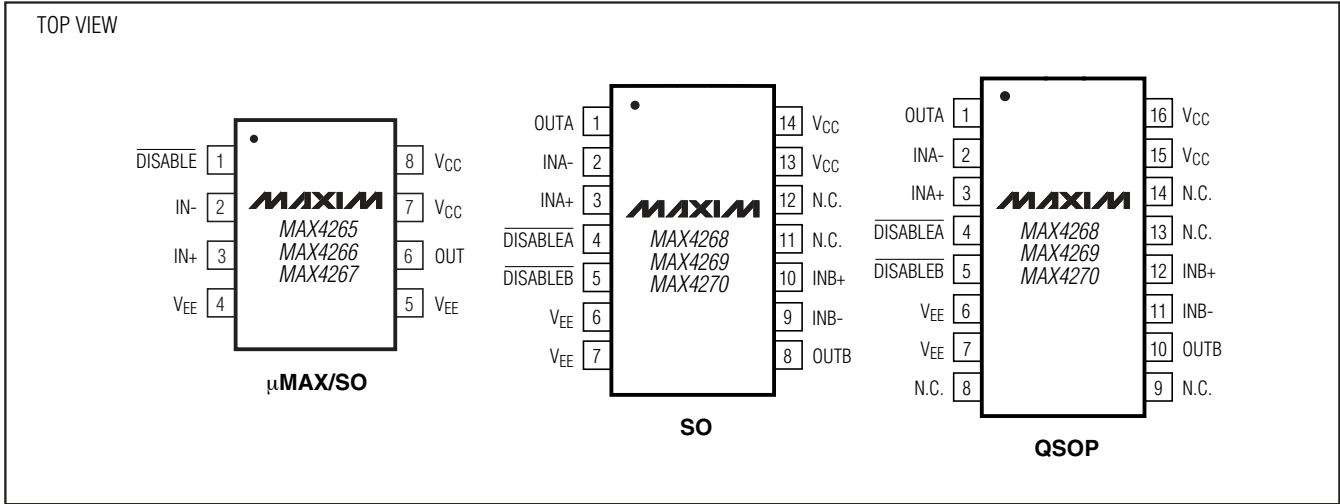 TOP VIEW
DISABLE 1
IN- 2
IN+ 3
VEE 4
8 VCC
7 VCC
6 OUT
5 VEE
MAXIM
MAX4265
MAX4266
MAX4267
μMAX/SO
OUTA 1
INA- 2
INA+ 3
DISABLEA 4
DISABLEB 5
VEE 6
VEE 7
14 VCC
13 VCC
12 N.C.
11 N.C.
10 INB+
9 INB-
8 OUTB
MAXIM
MAX4268
MAX4269
MAX4270
SO
OUTA 1
INA- 2
INA+ 3
DISABLEA 4
DISABLEB 5
VEE 6
VEE 7
N.C. 8
16 VCC
15 VCC
14 N.C.
13 N.C.
12 INB+
11 INB-
10 OUTB
9 N.C.
MAXIM
MAX4268
MAX4269
MAX4270
QSOP